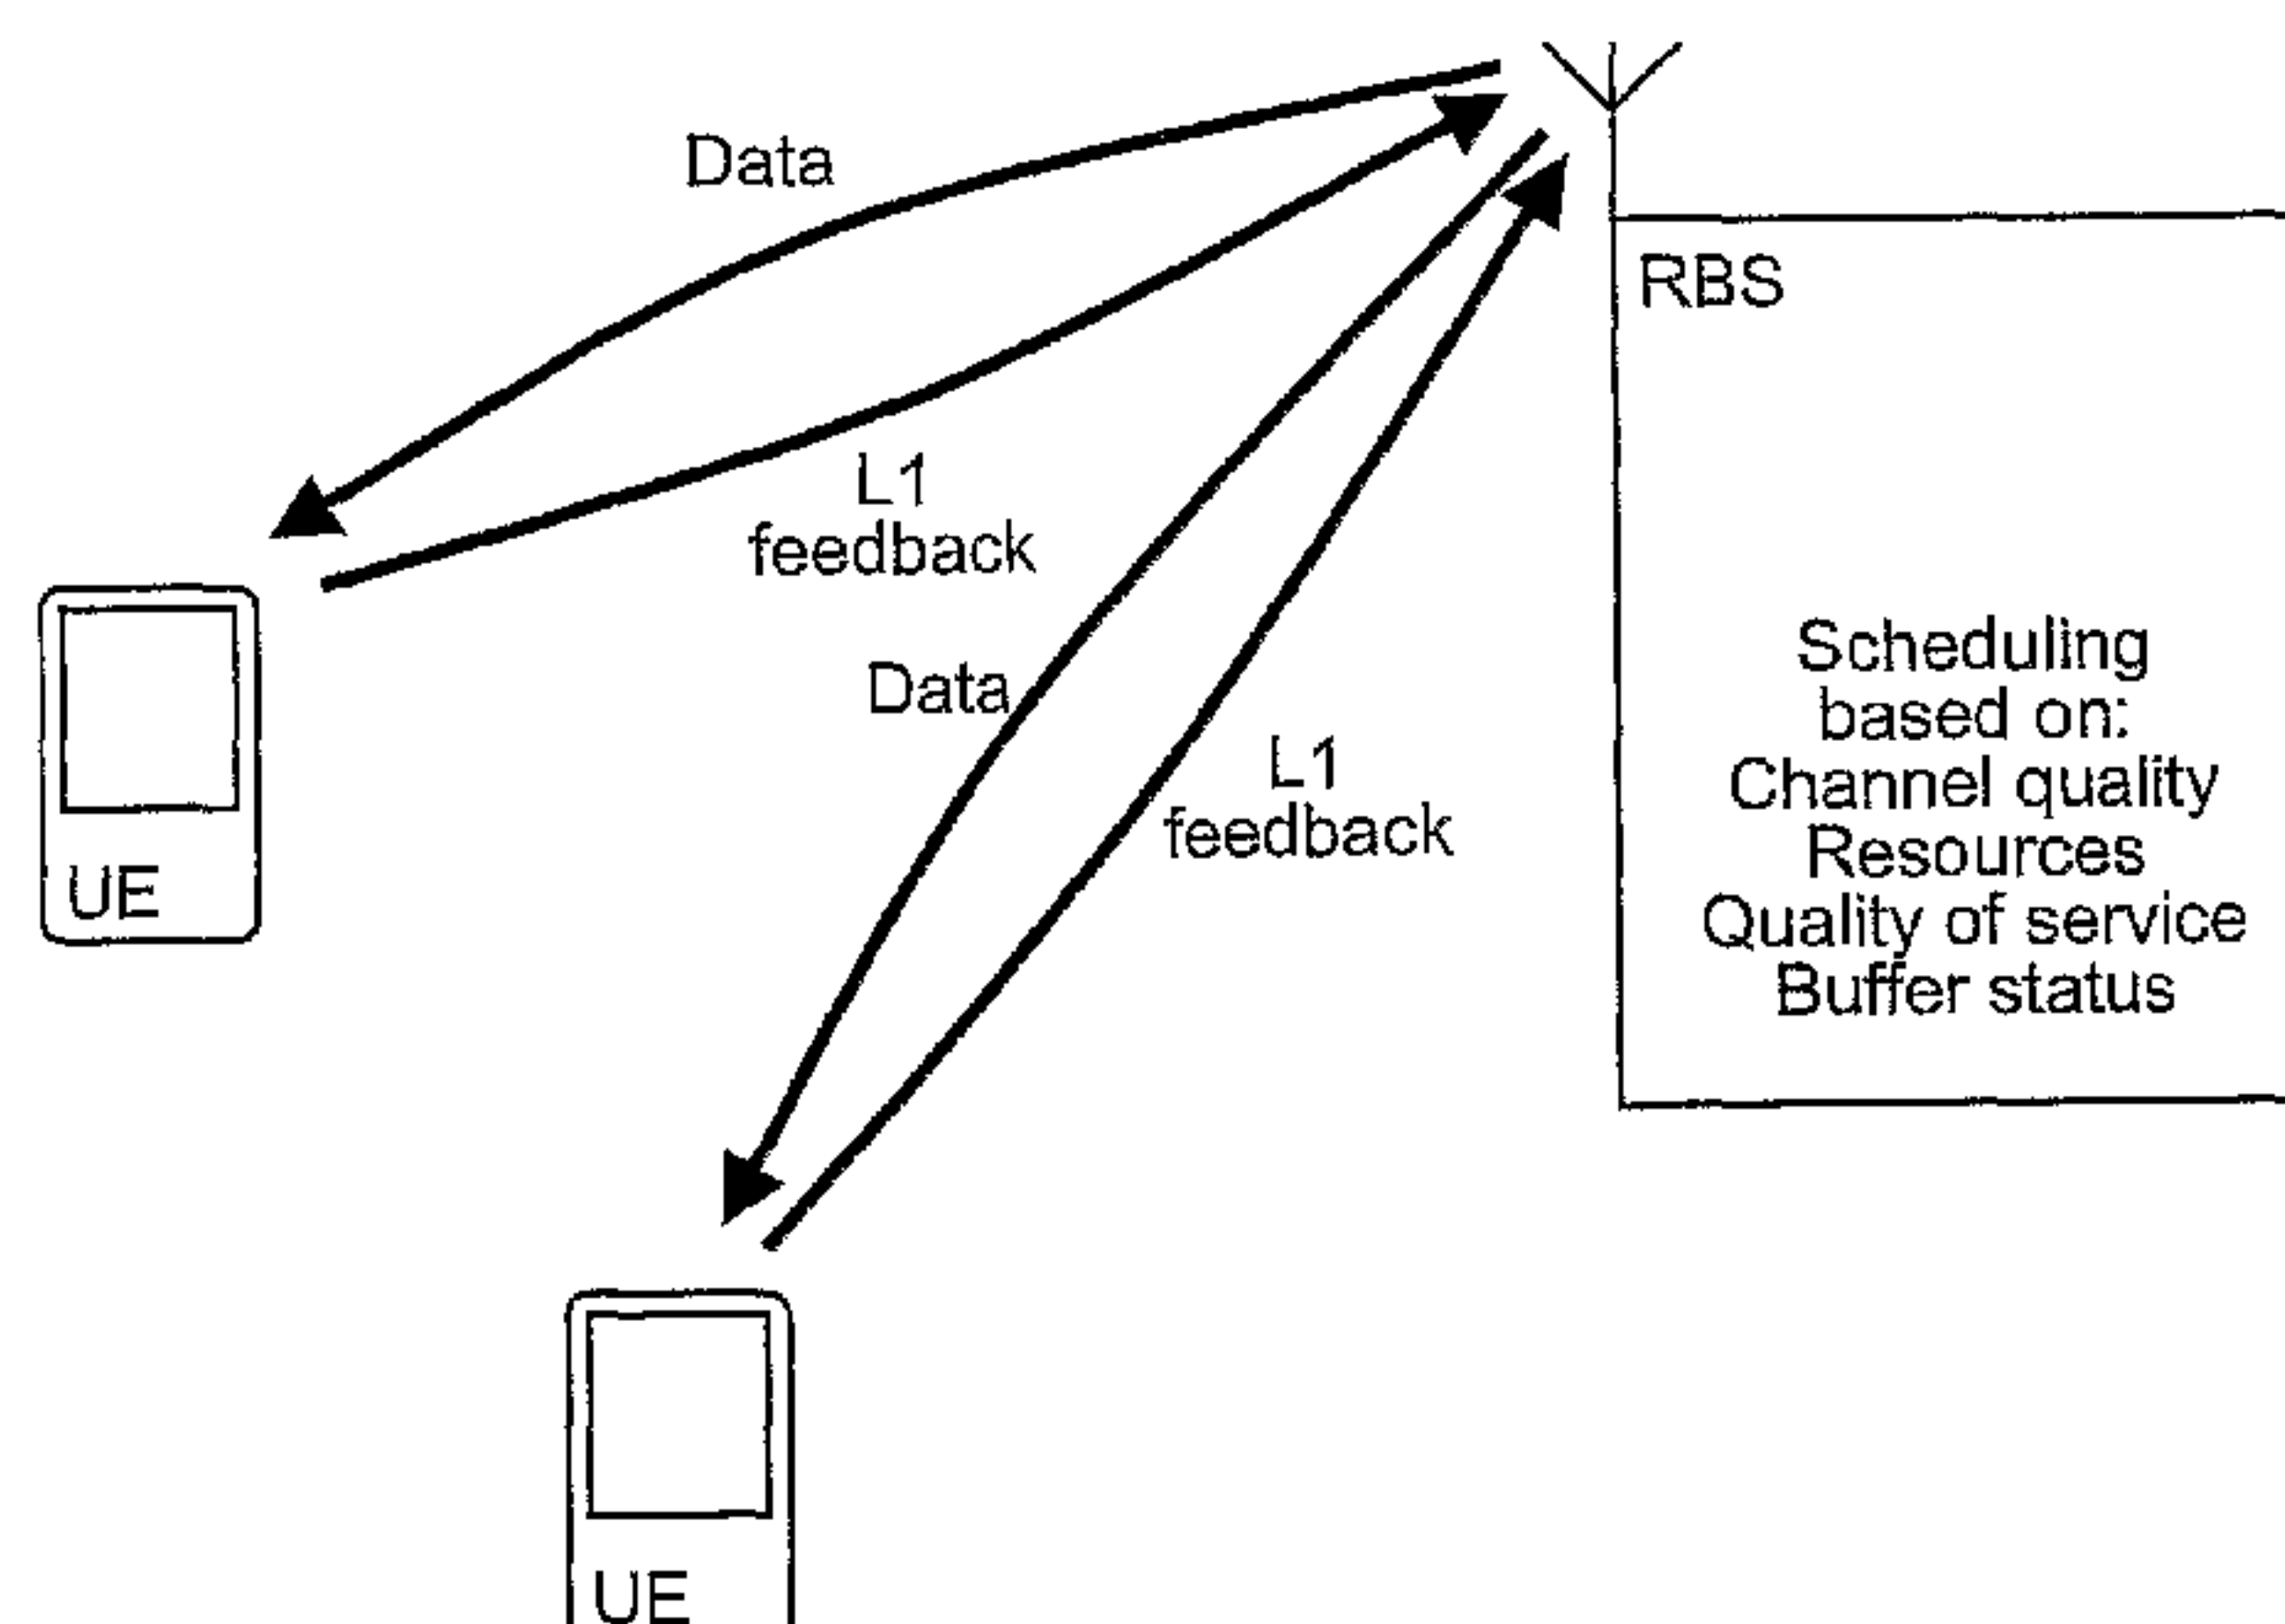 Data
RBS
L1
feedback
Scheduling
based on:
Data
Channel quality
L1
feedback
Resources
UE
Quality of service
Buffer status
UE